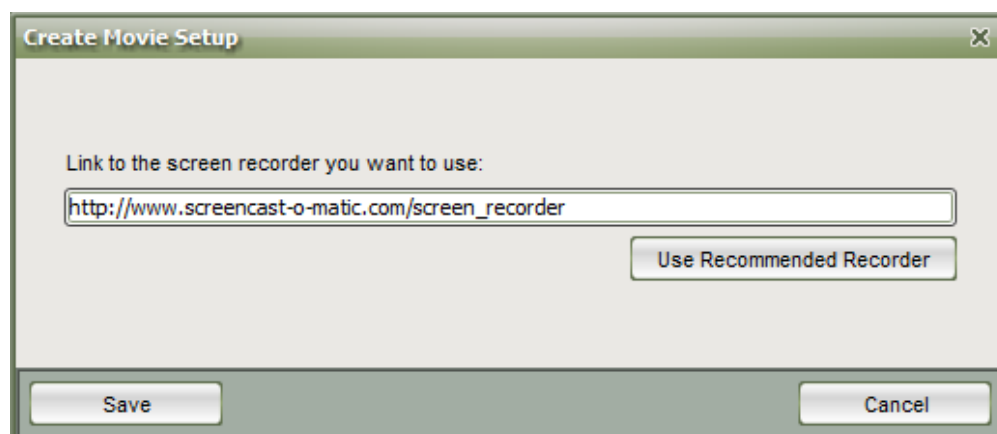 Create Movie Setup
Link to the screen recorder you want to use:
http://www.screencast-o-matic.com/screen_recorder
Use Recommended Recorder
Save Cancel